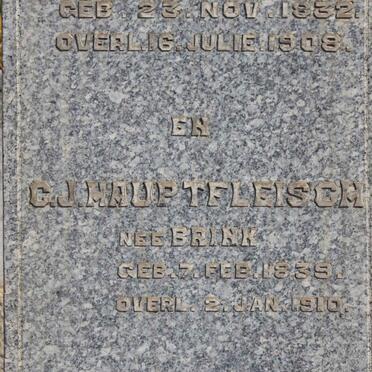 GEB. 23. NOV. 1832.
OVERL. 16. JULIE. 1908.
EN
C.J. HAUPTFLEISCH
NEE BRINK
GEB. 7. FEB. 1839.
OVERL. 2. JAN. 1910.